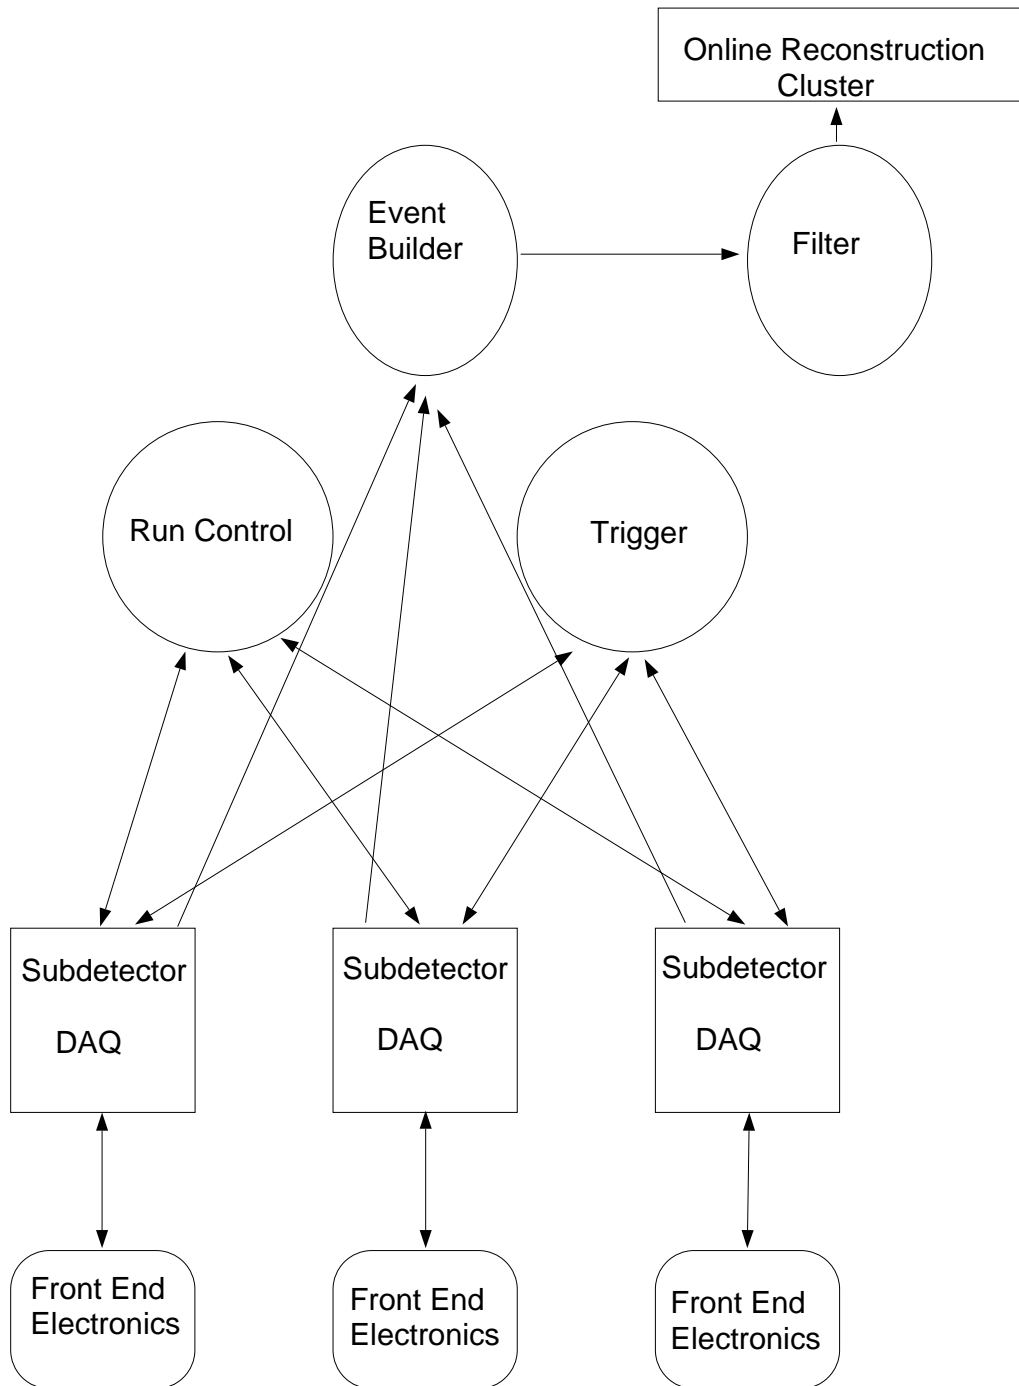 Online Reconstruction
Cluster
Event
Builder
Filter
Run Control
Trigger
Subdetector
DAQ
Subdetector
DAQ
Subdetector
DAQ
Front End
Electronics
Front End
Electronics
Front End
Electronics